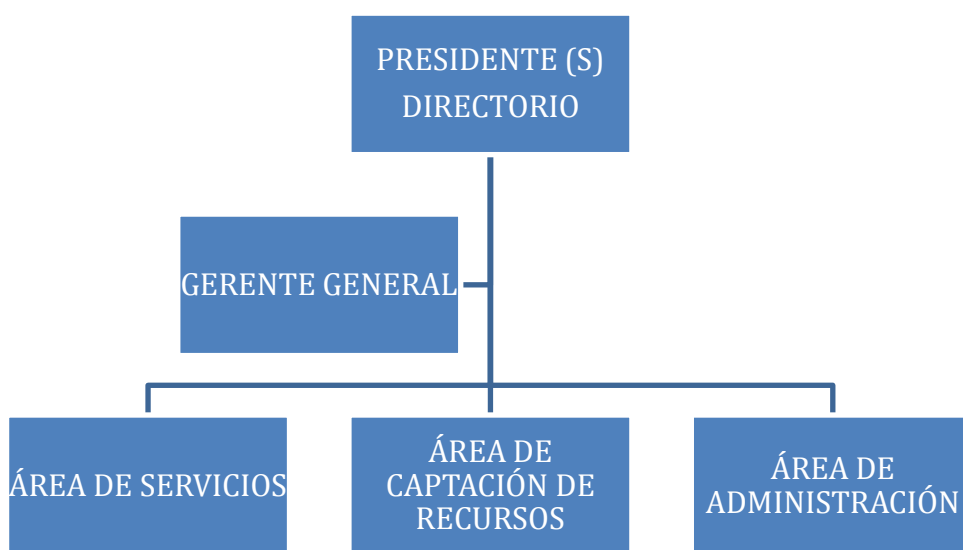 PRESIDENTE (S)
DIRECTORIO
GERENTE GENERAL
ÁREA DE SERVICIOS
ÁREA DE
CAPTACIÓN DE
RECURSOS
ÁREA DE
ADMINISTRACIÓN